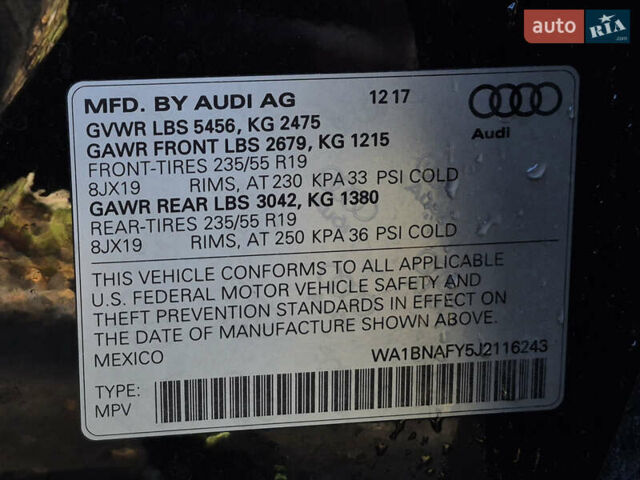 auto RIA .com
MFD. BY AUDI AG 12 17
Audi
GVWR LBS 5456, KG 2475
GAWR FRONT LBS 2679, KG 1215
FRONT-TIRES 235/55 R19
8JX19 RIMS, AT 230 KPA 33 PSI COLD
GAWR REAR LBS 3042, KG 1380
REAR-TIRES 235/55 R19
8JX19 RIMS, AT 250 KPA 36 PSI COLD
THIS VEHICLE CONFORMS TO ALL APPLICABLE
U.S. FEDERAL MOTOR VEHICLE SAFETY AND
THEFT PREVENTION STANDARDS IN EFFECT ON
THE DATE OF MANUFACTURE SHOWN ABOVE.
MEXICO WA1BNAFY5J2116243
TYPE:
MPV